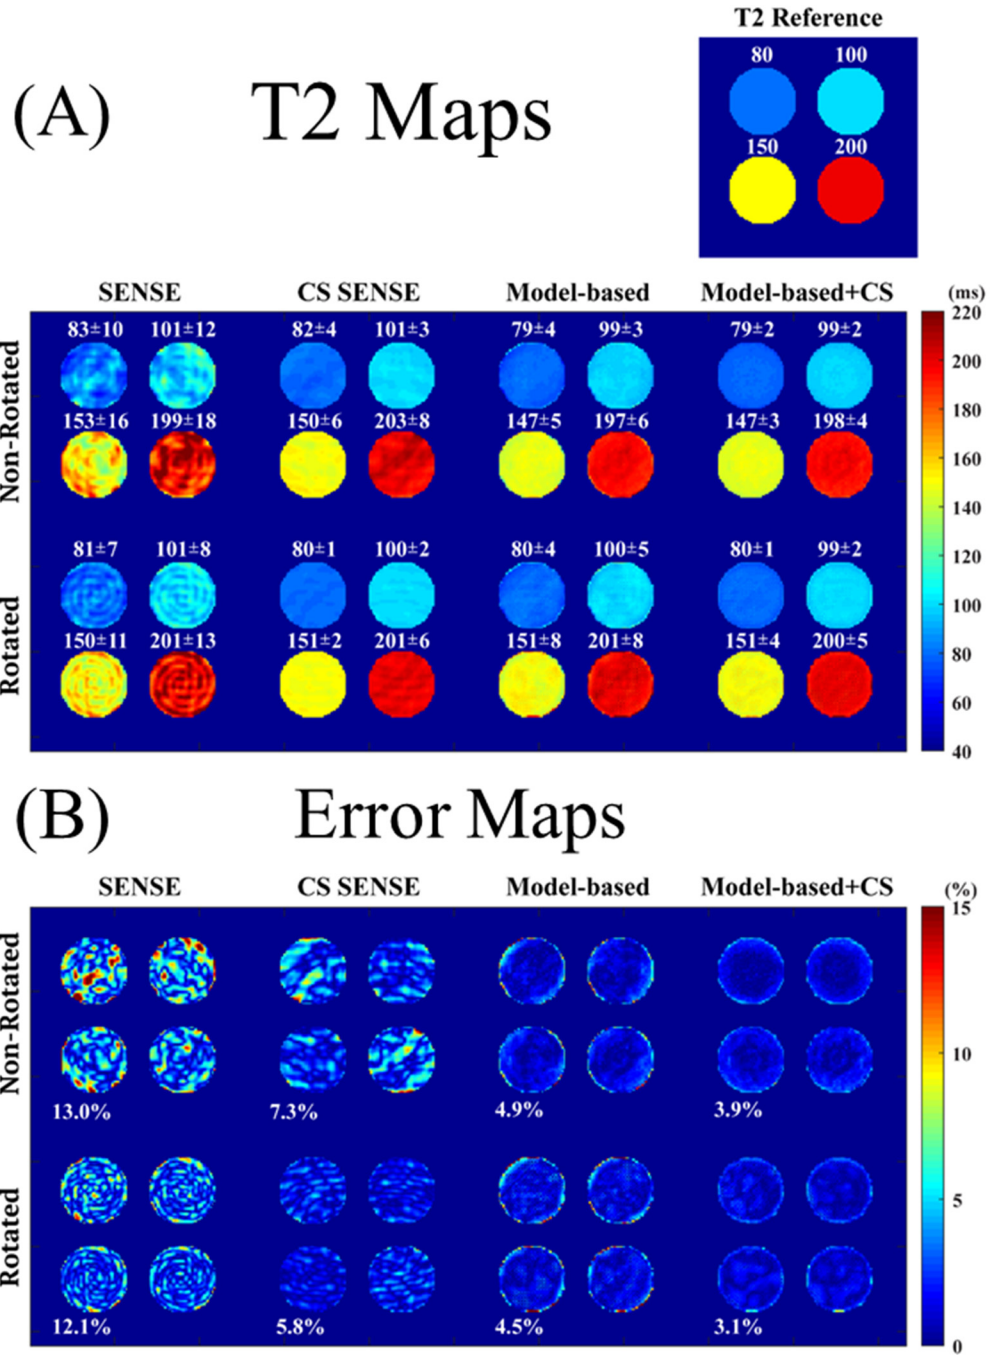 T2 Reference
(A) T2 Maps
80 100
150 200
SENSE CS SENSE Model-based Model-based+CS (ms)
Non-Rotated
83±10 101±12 82±4 101±3 79±4 99±3 79±2 99±2
153±16 199±18 150±6 203±8 147±5 197±6 147±3 198±4
Rotated
81±7 101±8 80±1 100±2 80±4 100±5 80±1 99±2
150±11 201±13 151±2 201±6 151±8 201±8 151±4 200±5
220
200
180
160
140
120
100
80
60
40
(B) Error Maps
SENSE CS SENSE Model-based Model-based+CS (%)
Non-Rotated
13.0% 7.3% 4.9% 3.9%
Rotated
12.1% 5.8% 4.5% 3.1%
15
10
5
0